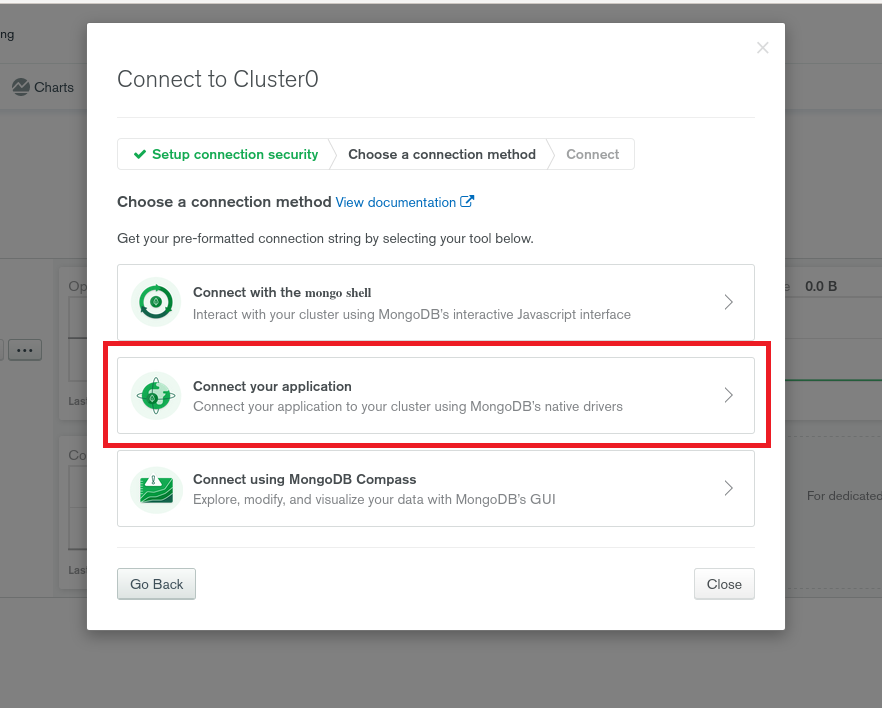 ng
Charts
Connect to Cluster0
Setup connection security
Choose a connection method
Connect
Choose a connection method View documentation
Get your pre-formatted connection string by selecting your tool below.
Op
0.0 B
Connect with the mongo shell
Interact with your cluster using MongoDB's interactive Javascript interface
Connect your application
Connect your application to your cluster using MongoDB's native drivers
Las
Co
Connect using MongoDB Compass
Explore, modify, and visualize your data with MongoDB's GUI
For dedicated
Las
Go Back
Close